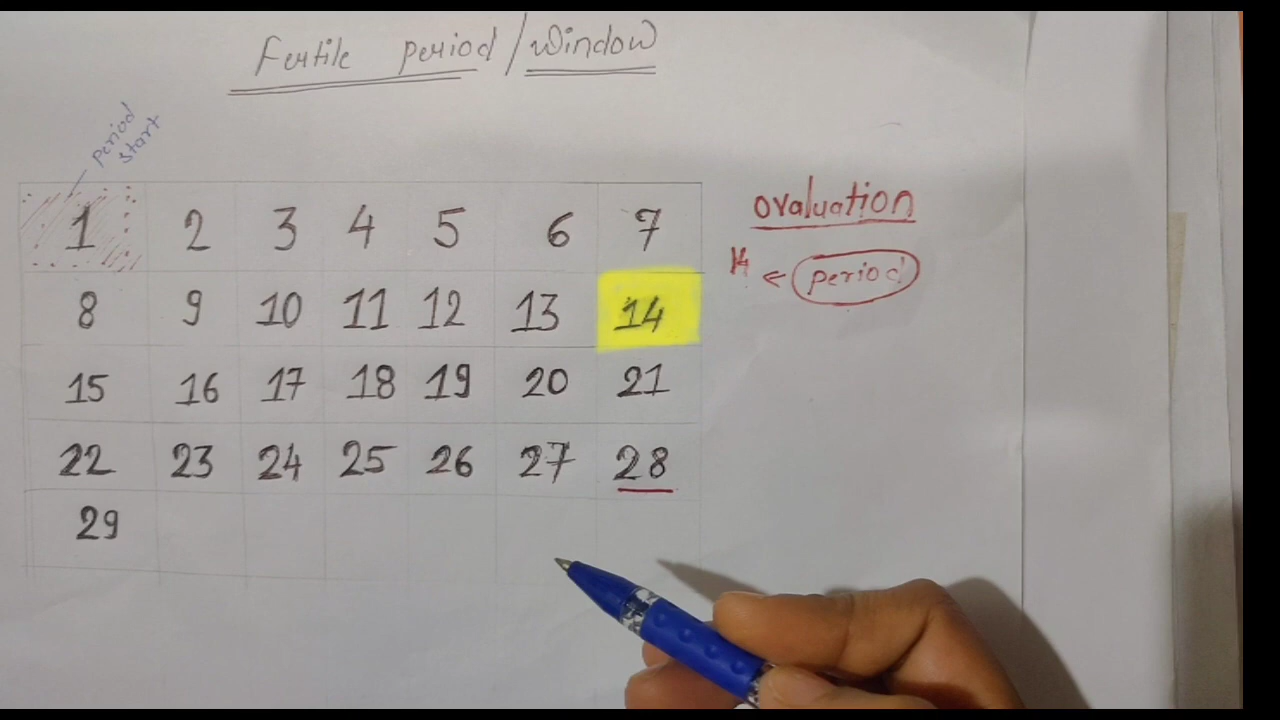 Fertile period / window
period
start
ovaluation
14 < period
1 2 3 4 5 6 7
8 9 10 11 12 13 14
15 16 17 18 19 20 21
22 23 24 25 26 27 28
29